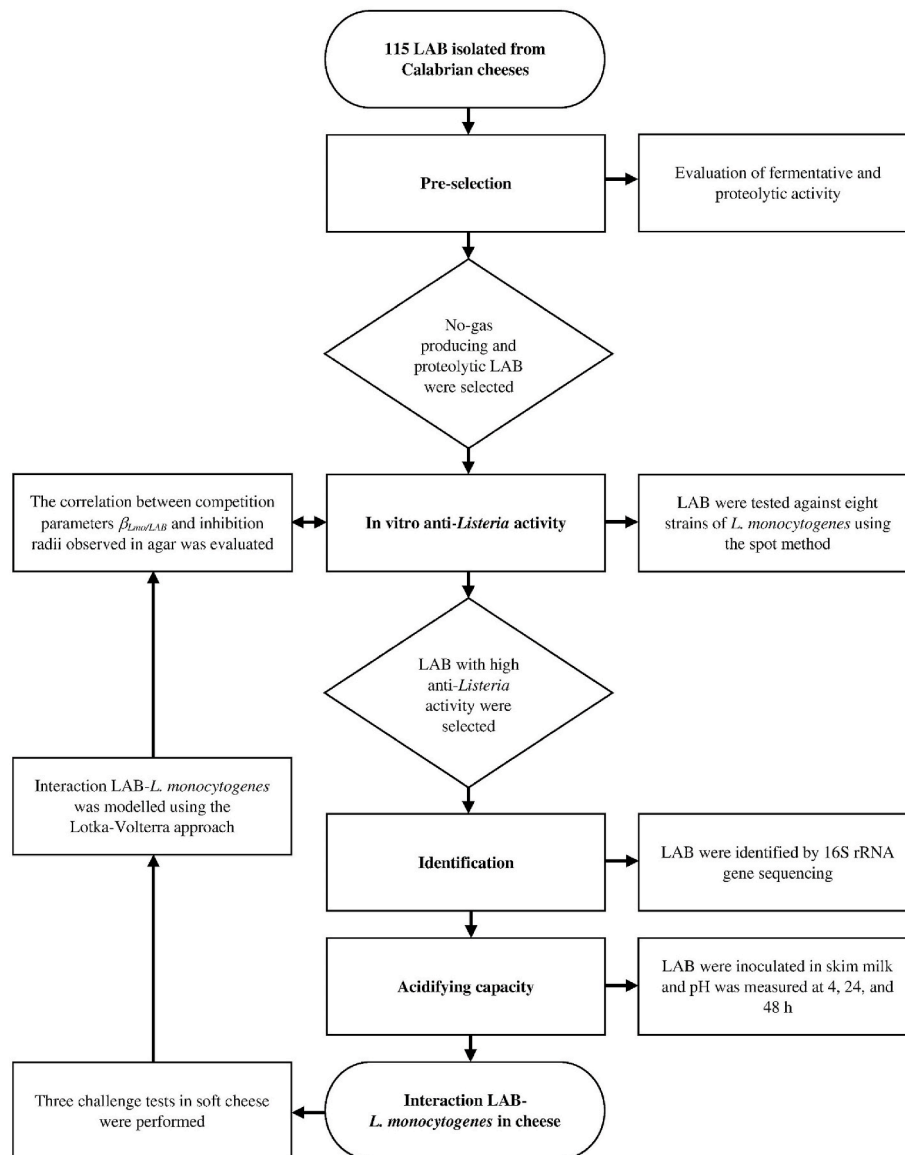 115 LAB isolated from
Calabrian cheeses
Pre-selection
Evaluation of fermentative and
proteolytic activity
No-gas
producing and
proteolytic LAB
were selected
The correlation between competition
parameters βLmo/LAB and inhibition
radii observed in agar was evaluated
In vitro anti-Listeria activity
LAB were tested against eight
strains of L. monocytogenes using
the spot method
LAB with high
anti-Listeria
activity were
selected
Interaction LAB-L. monocytogenes
was modelled using the
Lotka-Volterra approach
Identification
LAB were identified by 16S rRNA
gene sequencing
Acidifying capacity
LAB were inoculated in skim milk
and pH was measured at 4, 24, and
48 h
Three challenge tests in soft cheese
were performed
Interaction LAB-
L. monocytogenes in cheese